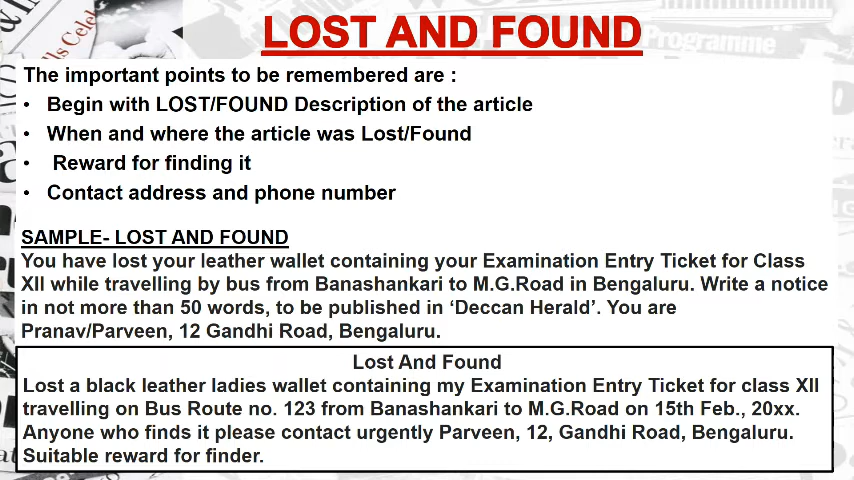 LOST AND FOUND
Programme
The important points to be remembered are :
• Begin with LOST/FOUND Description of the article
• When and where the article was Lost/Found
• Reward for finding it
• Contact address and phone number
SAMPLE- LOST AND FOUND
You have lost your leather wallet containing your Examination Entry Ticket for Class
XII while travelling by bus from Banashankari to M.G.Road in Bengaluru. Write a notice
in not more than 50 words, to be published in ‘Deccan Herald’. You are
Pranav/Parveen, 12 Gandhi Road, Bengaluru.
Lost And Found
Lost a black leather ladies wallet containing my Examination Entry Ticket for class XII
travelling on Bus Route no. 123 from Banashankari to M.G.Road on 15th Feb., 20xx.
Anyone who finds it please contact urgently Parveen, 12, Gandhi Road, Bengaluru.
Suitable reward for finder.